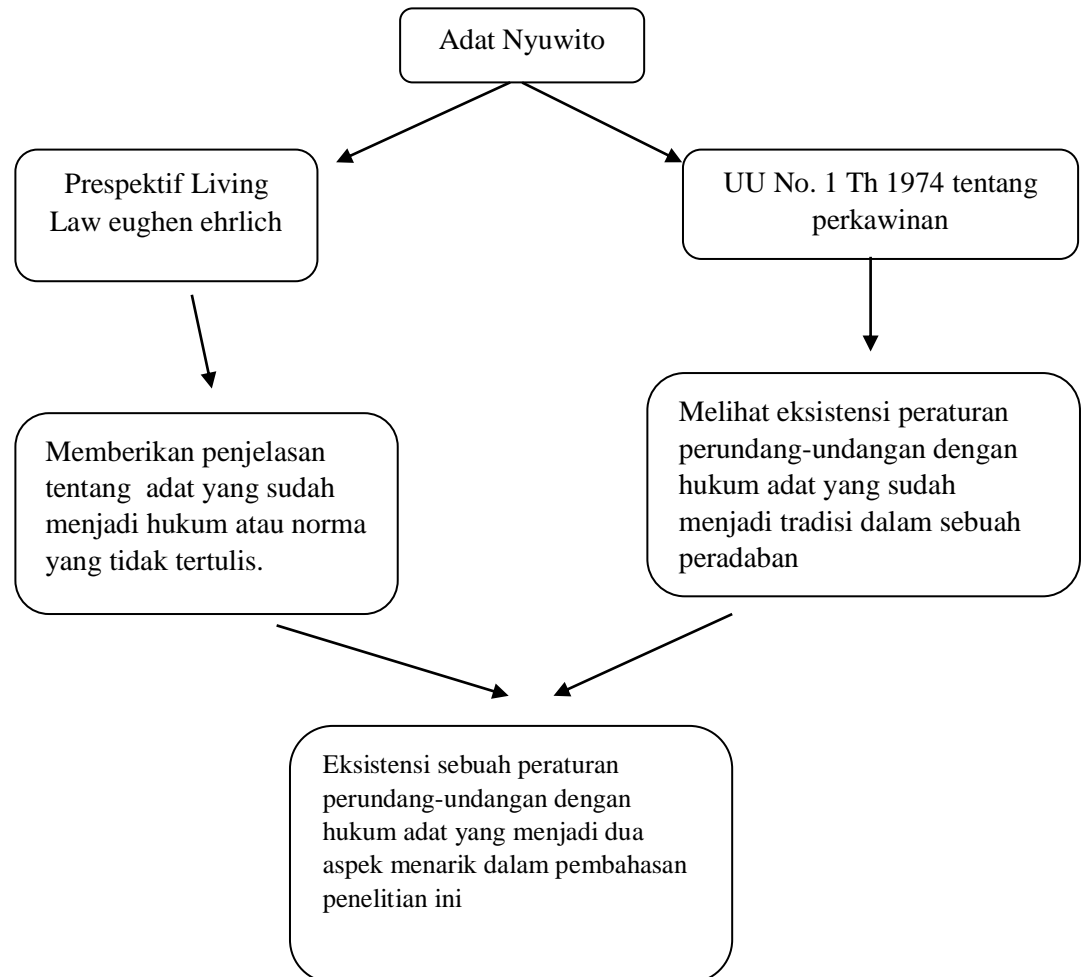 Adat Nyuwito
Prespektif Living
Law eughen ehrlich
UU No. 1 Th 1974 tentang
perkawinan
Memberikan penjelasan
tentang adat yang sudah
menjadi hukum atau norma
yang tidak tertulis.
Melihat eksistensi peraturan
perundang-undangan dengan
hukum adat yang sudah
menjadi tradisi dalam sebuah
peradaban
Eksistensi sebuah peraturan
perundang-undangan dengan
hukum adat yang menjadi dua
aspek menarik dalam pembahasan
penelitian ini